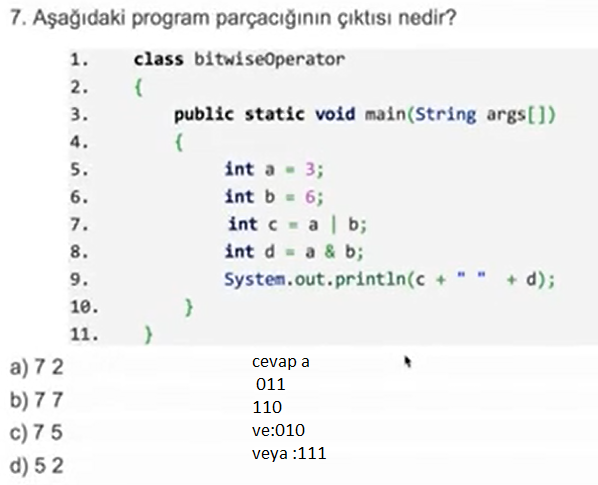 7. Aşağıdaki program parçacığının çıktısı nedir?
1. class bitwiseOperator
2. {
3. public static void main(String args[])
4. {
5. int a = 3;
6. int b = 6;
7. int c = a | b;
8. int d = a & b;
9. System.out.println(c + " " + d);
10. }
11. }
a) 7 2
b) 7 7
c) 7 5
d) 5 2
cevap a
011
110
ve:010
veya :111